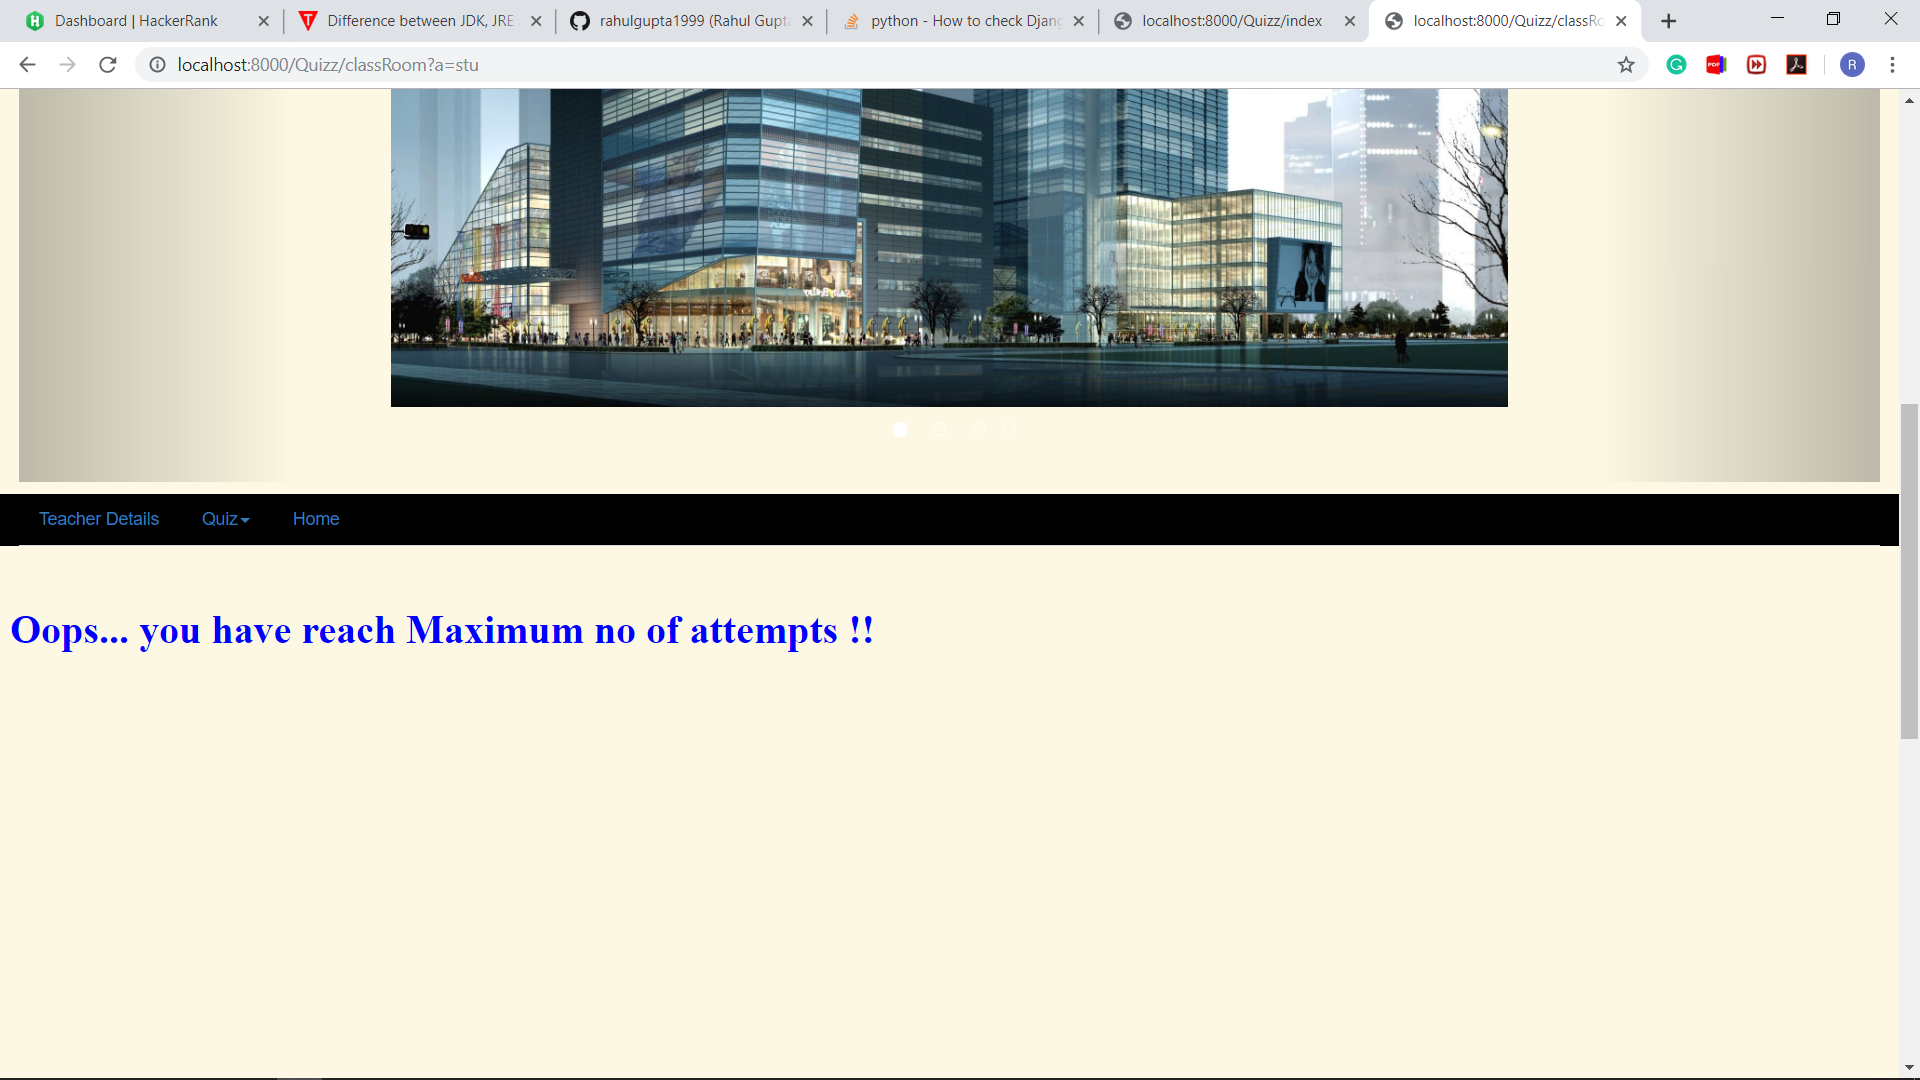 Dashboard | HackerRank
Difference between JDK, JRE
rahulgupta1999 (Rahul Gupt
python - How to check Djan
localhost:8000/Quizz/index
localhost:8000/Quizz/classRo
localhost:8000/Quizz/classRoom?a=stu
PDF
R
Teacher Details
Quiz
Home
Oops... you have reach Maximum no of attempts !!